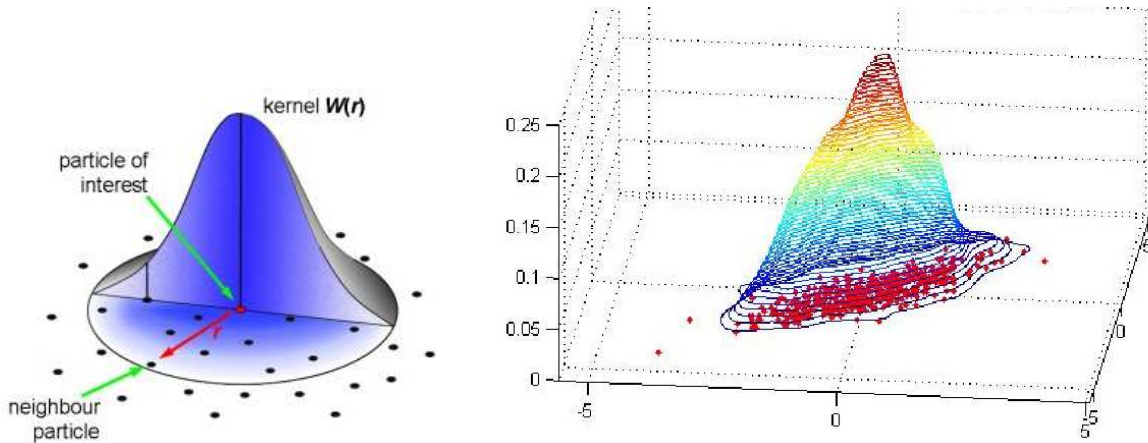 kernel W(r)
particle of
interest
r
neighbour
particle
0.25
0.2
0.15
0.1
0.05
0
-5
0
5
-5
0